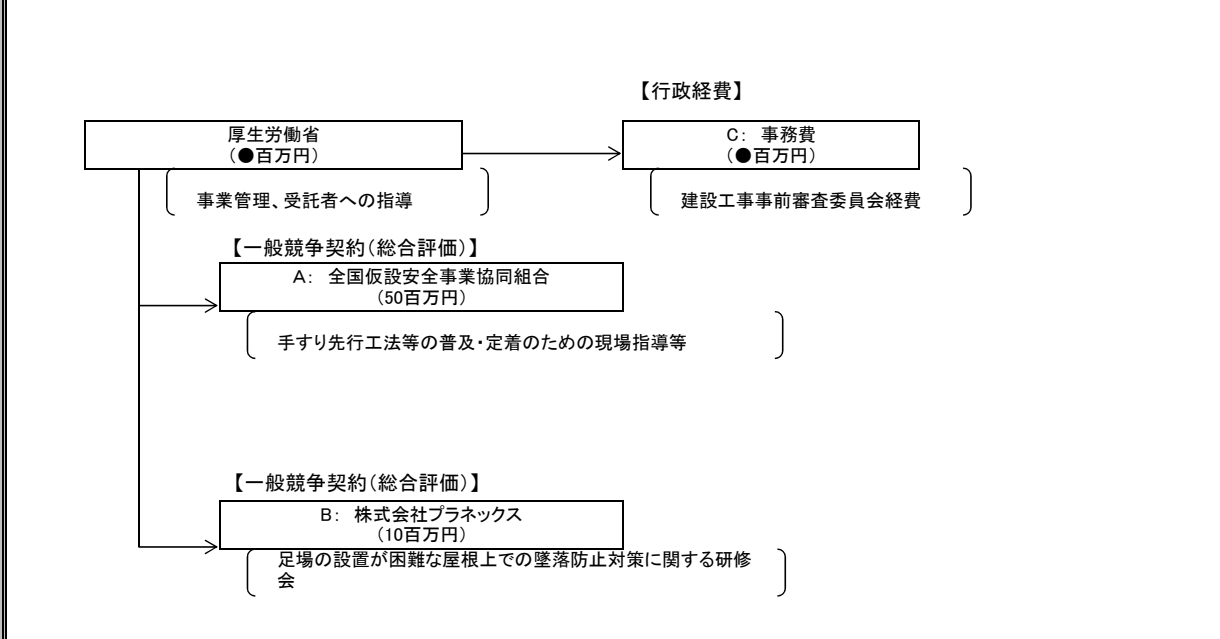 【行政経費】
厚生労働省
(●百万円)
C: 事務費
(●百万円)
事業管理、受託者への指導
建設工事事前審査委員会経費
【一般競争契約(総合評価)】
A: 全国仮設安全事業協同組合
(50百万円)
手すり先行工法等の普及・定着のための現場指導等
【一般競争契約(総合評価)】
B: 株式会社プラネックス
(10百万円)
足場の設置が困難な屋根上での墜落防止対策に関する研修
会